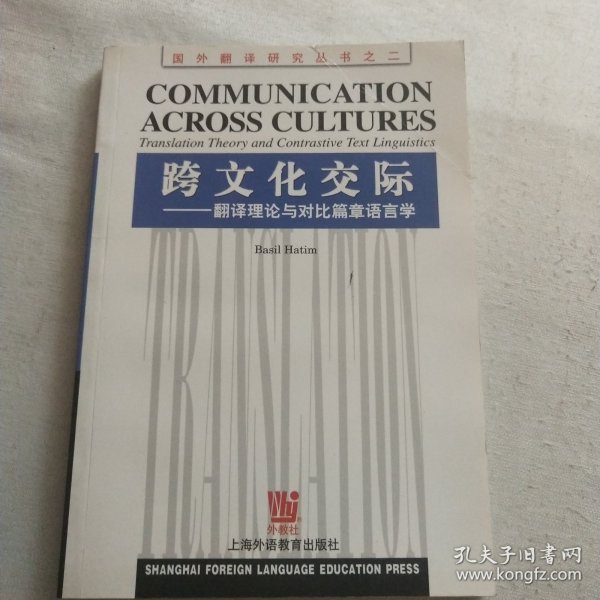 国外翻译研究丛书之二
COMMUNICATION
ACROSS CULTURES
Translation Theory and Contrastive Text Linguistics
跨文化交际
——翻译理论与对比篇章语言学
Basil Hatim
TRANSLATION
外教社
上海外语教育出版社
SHANGHAI FOREIGN LANGUAGE EDUCATION PRESS
孔夫子旧书网
www.kongfz.com